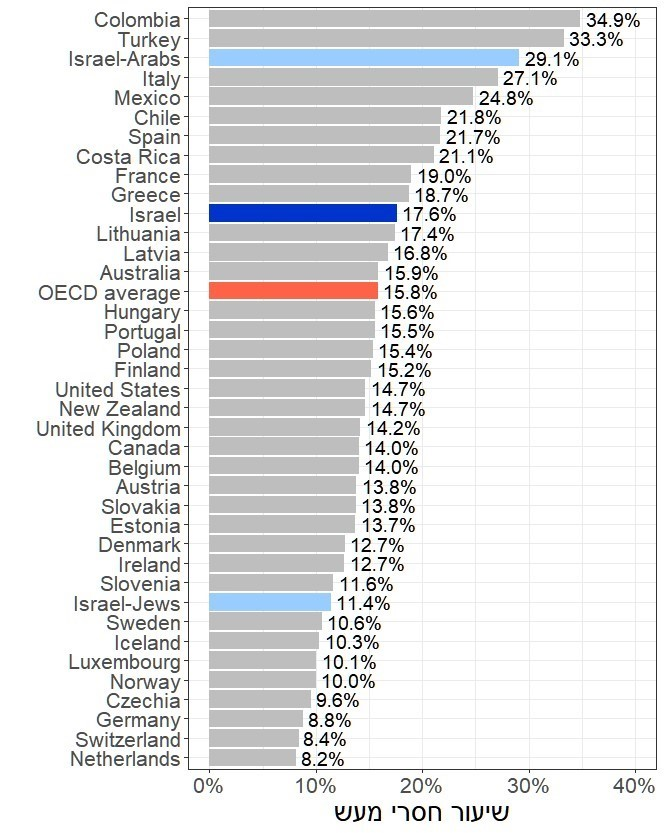 Colombia 34.9%
Turkey 33.3%
Israel-Arabs 29.1%
Italy 27.1%
Mexico 24.8%
Chile 21.8%
Spain 21.7%
Costa Rica 21.1%
France 19.0%
Greece 18.7%
Israel 17.6%
Lithuania 17.4%
Latvia 16.8%
Australia 15.9%
OECD average 15.8%
Hungary 15.6%
Portugal 15.5%
Poland 15.4%
Finland 15.2%
United States 14.7%
New Zealand 14.7%
United Kingdom 14.2%
Canada 14.0%
Belgium 14.0%
Austria 13.8%
Slovakia 13.8%
Estonia 13.7%
Denmark 12.7%
Ireland 12.7%
Slovenia 11.6%
Israel-Jews 11.4%
Sweden 10.6%
Iceland 10.3%
Luxembourg 10.1%
Norway 10.0%
Czechia 9.6%
Germany 8.8%
Switzerland 8.4%
Netherlands 8.2%
0% 10% 20% 30% 40%
שיעור חסרי מעש